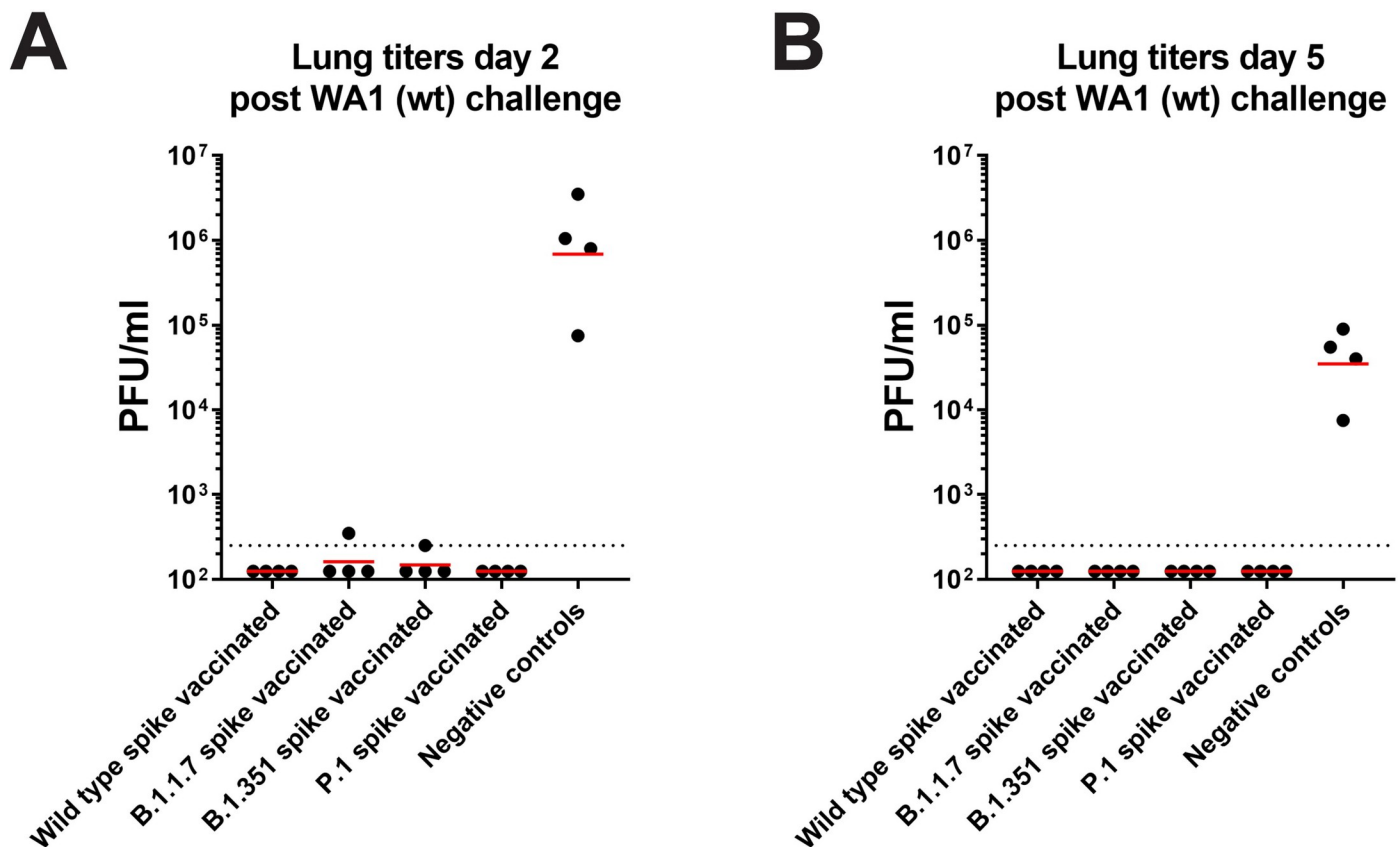 A
Lung titers day 2
post WA1 (wt) challenge
PFU/ml
10⁷
10⁶
10⁵
10⁴
10³
10²
Wild type spike vaccinated
B.1.1.7 spike vaccinated
B.1.351 spike vaccinated
P.1 spike vaccinated
Negative controls
B
Lung titers day 5
post WA1 (wt) challenge
PFU/ml
10⁷
10⁶
10⁵
10⁴
10³
10²
Wild type spike vaccinated
B.1.1.7 spike vaccinated
B.1.351 spike vaccinated
P.1 spike vaccinated
Negative controls